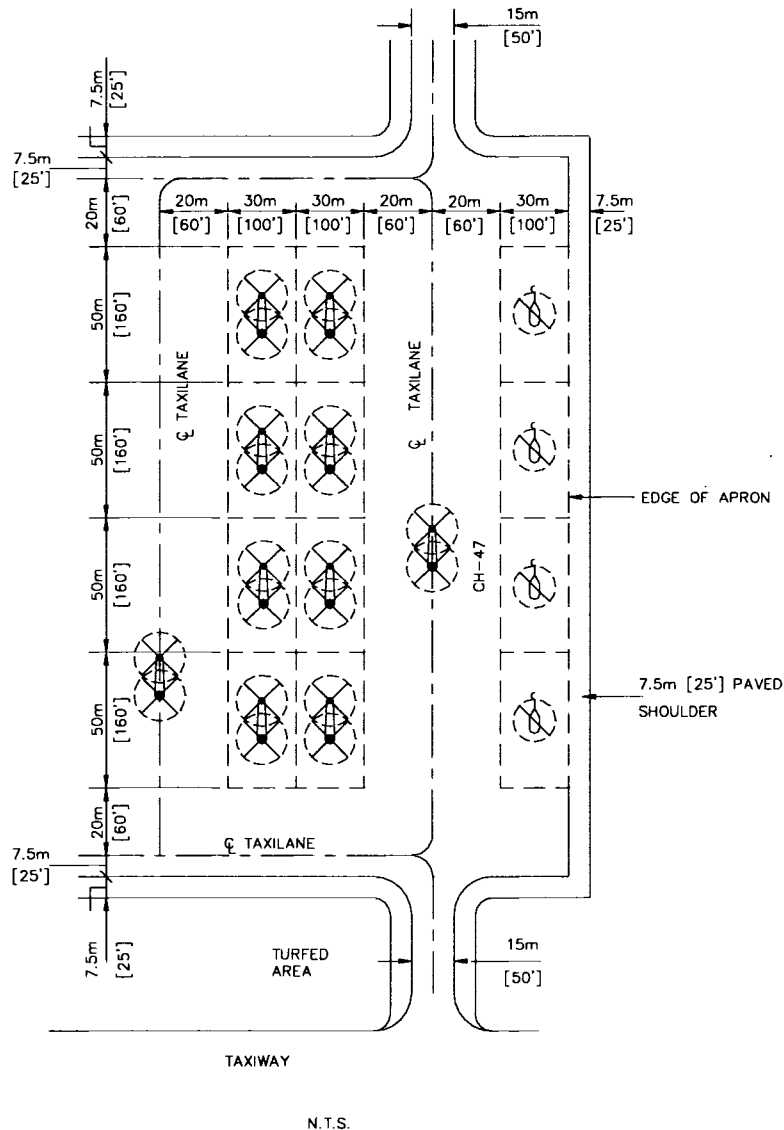 15m
[50']
7.5m
[25']
7.5m
[25']
20m
[60']
20m
[60']
30m
[100']
30m
[100']
20m
[60']
20m
[60']
30m
[100']
7.5m
[25']
50m
[160']
℄ TAXILANE
℄ TAXILANE
50m
[160']
EDGE OF APRON
50m
[160']
CH-47
50m
[160']
7.5m [25'] PAVED
SHOULDER
20m
[60']
℄ TAXILANE
7.5m
[25']
7.5m
[25']
TURFED
AREA
15m
[50']
TAXIWAY
N.T.S.